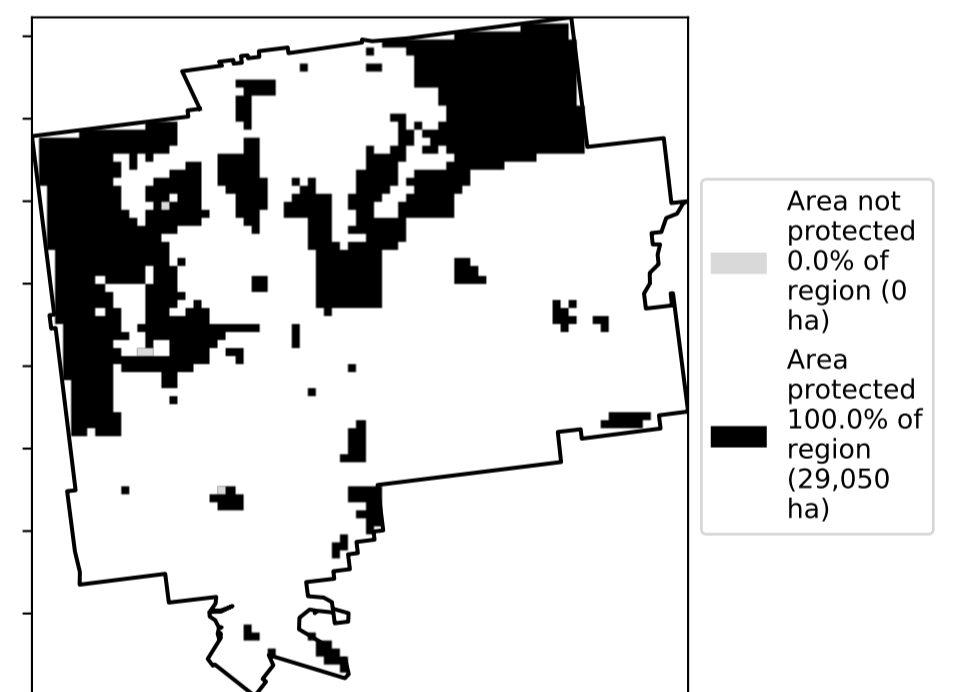 Area not
protected
0.0% of
region (0
ha)
Area
protected
100.0% of
region
(29,050
ha)